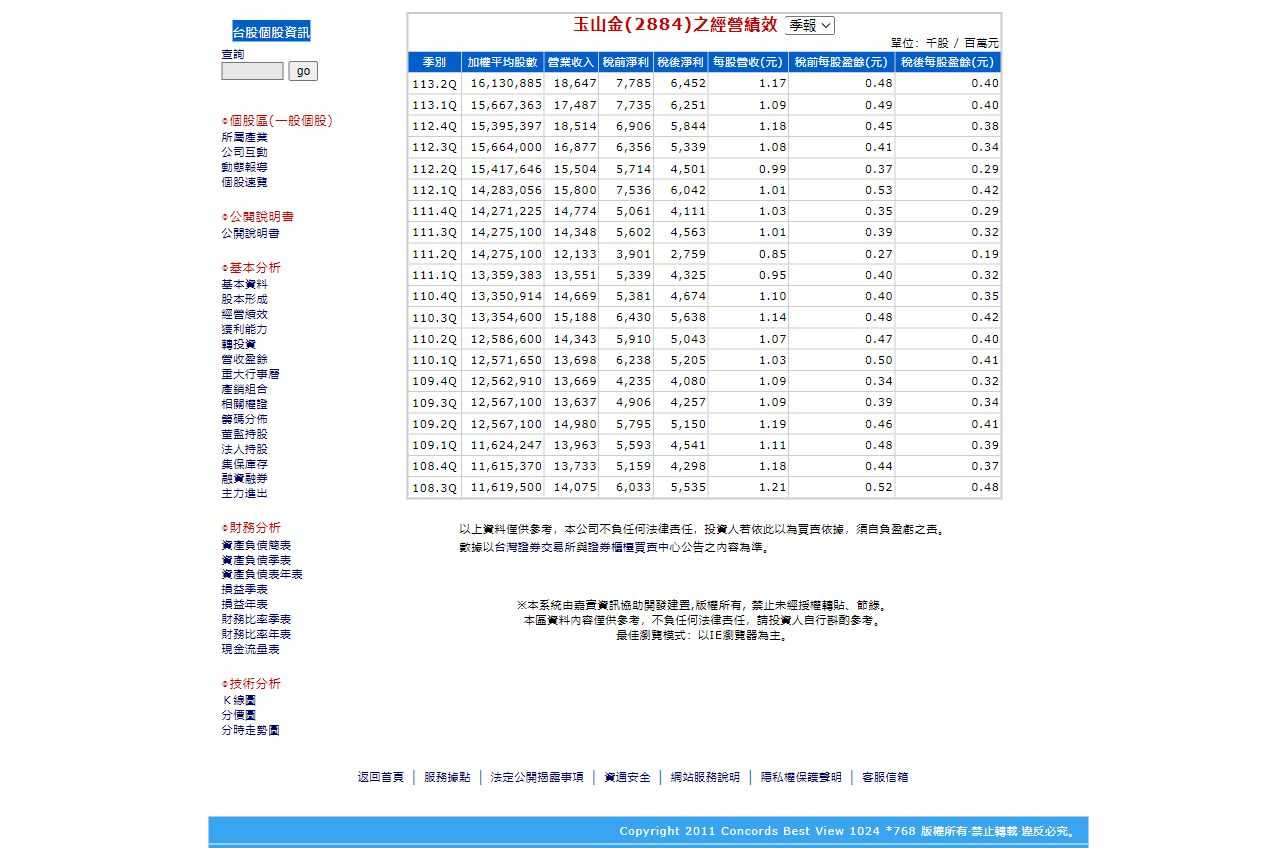 台股個股資訊
查詢
go
個股區(一般個股)
所屬產業
公司互動
動態報導
個股速覽
公開說明書
公開說明書
基本分析
基本資料
股本形成
經營績效
獲利能力
轉投資
營收盈餘
重大行事曆
產銷組合
相關權證
籌碼分佈
董監持股
法人持股
集保庫存
融資融券
主力進出
財務分析
資產負債簡表
資產負債季表
資產負債表年表
損益季表
損益年表
財務比率季表
財務比率年表
現金流量表
技術分析
K線圖
分價圖
分時走勢圖
玉山金(2884)之經營績效 季報
單位：千股 / 百萬元
季別 加權平均股數 營業收入 稅前淨利 稅後淨利 每股營收(元) 稅前每股盈餘(元) 稅後每股盈餘(元)
113.2Q 16,130,885 18,647 7,785 6,452 1.17 0.48 0.40
113.1Q 15,667,363 17,487 7,735 6,251 1.09 0.49 0.40
112.4Q 15,395,397 18,514 6,906 5,844 1.18 0.45 0.38
112.3Q 15,664,000 16,877 6,356 5,339 1.08 0.41 0.34
112.2Q 15,417,646 15,504 5,714 4,501 0.99 0.37 0.29
112.1Q 14,283,056 15,800 7,536 6,042 1.01 0.53 0.42
111.4Q 14,271,225 14,774 5,061 4,111 1.03 0.35 0.29
111.3Q 14,275,100 14,348 5,602 4,563 1.01 0.39 0.32
111.2Q 14,275,100 12,133 3,901 2,759 0.85 0.27 0.19
111.1Q 13,359,383 13,551 5,339 4,325 0.95 0.40 0.32
110.4Q 13,350,914 14,669 5,381 4,674 1.10 0.40 0.35
110.3Q 13,354,600 15,188 6,430 5,638 1.14 0.48 0.42
110.2Q 12,586,600 14,343 5,910 5,043 1.07 0.47 0.40
110.1Q 12,571,650 13,698 6,238 5,205 1.03 0.50 0.41
109.4Q 12,562,910 13,669 4,235 4,080 1.09 0.34 0.32
109.3Q 12,567,100 13,637 4,906 4,257 1.09 0.39 0.34
109.2Q 12,567,100 14,980 5,795 5,150 1.19 0.46 0.41
109.1Q 11,624,247 13,963 5,593 4,541 1.11 0.48 0.39
108.4Q 11,615,370 13,733 5,159 4,298 1.18 0.44 0.37
108.3Q 11,619,500 14,075 6,033 5,535 1.21 0.52 0.48
以上資料僅供參考，本公司不負任何法律責任，投資人若依此以為買賣依據，須自負盈虧之責。
數據以台灣證券交易所與證券櫃檯買賣中心公告之內容為準。
※本系統由嘉實資訊協助開發建置,版權所有，禁止未經授權轉貼、節錄。
本區資料內容僅供參考，不負任何法律責任，請投資人自行斟酌參考。
最佳瀏覽模式：以IE瀏覽器為主。
返回首頁 │ 服務據點 │ 法定公開揭露事項 │ 資通安全 │ 網站服務說明 │ 隱私權保護聲明 │ 客服信箱
Copyright 2011 Concords Best View 1024 *768 版權所有‧禁止轉載‧違反必究。